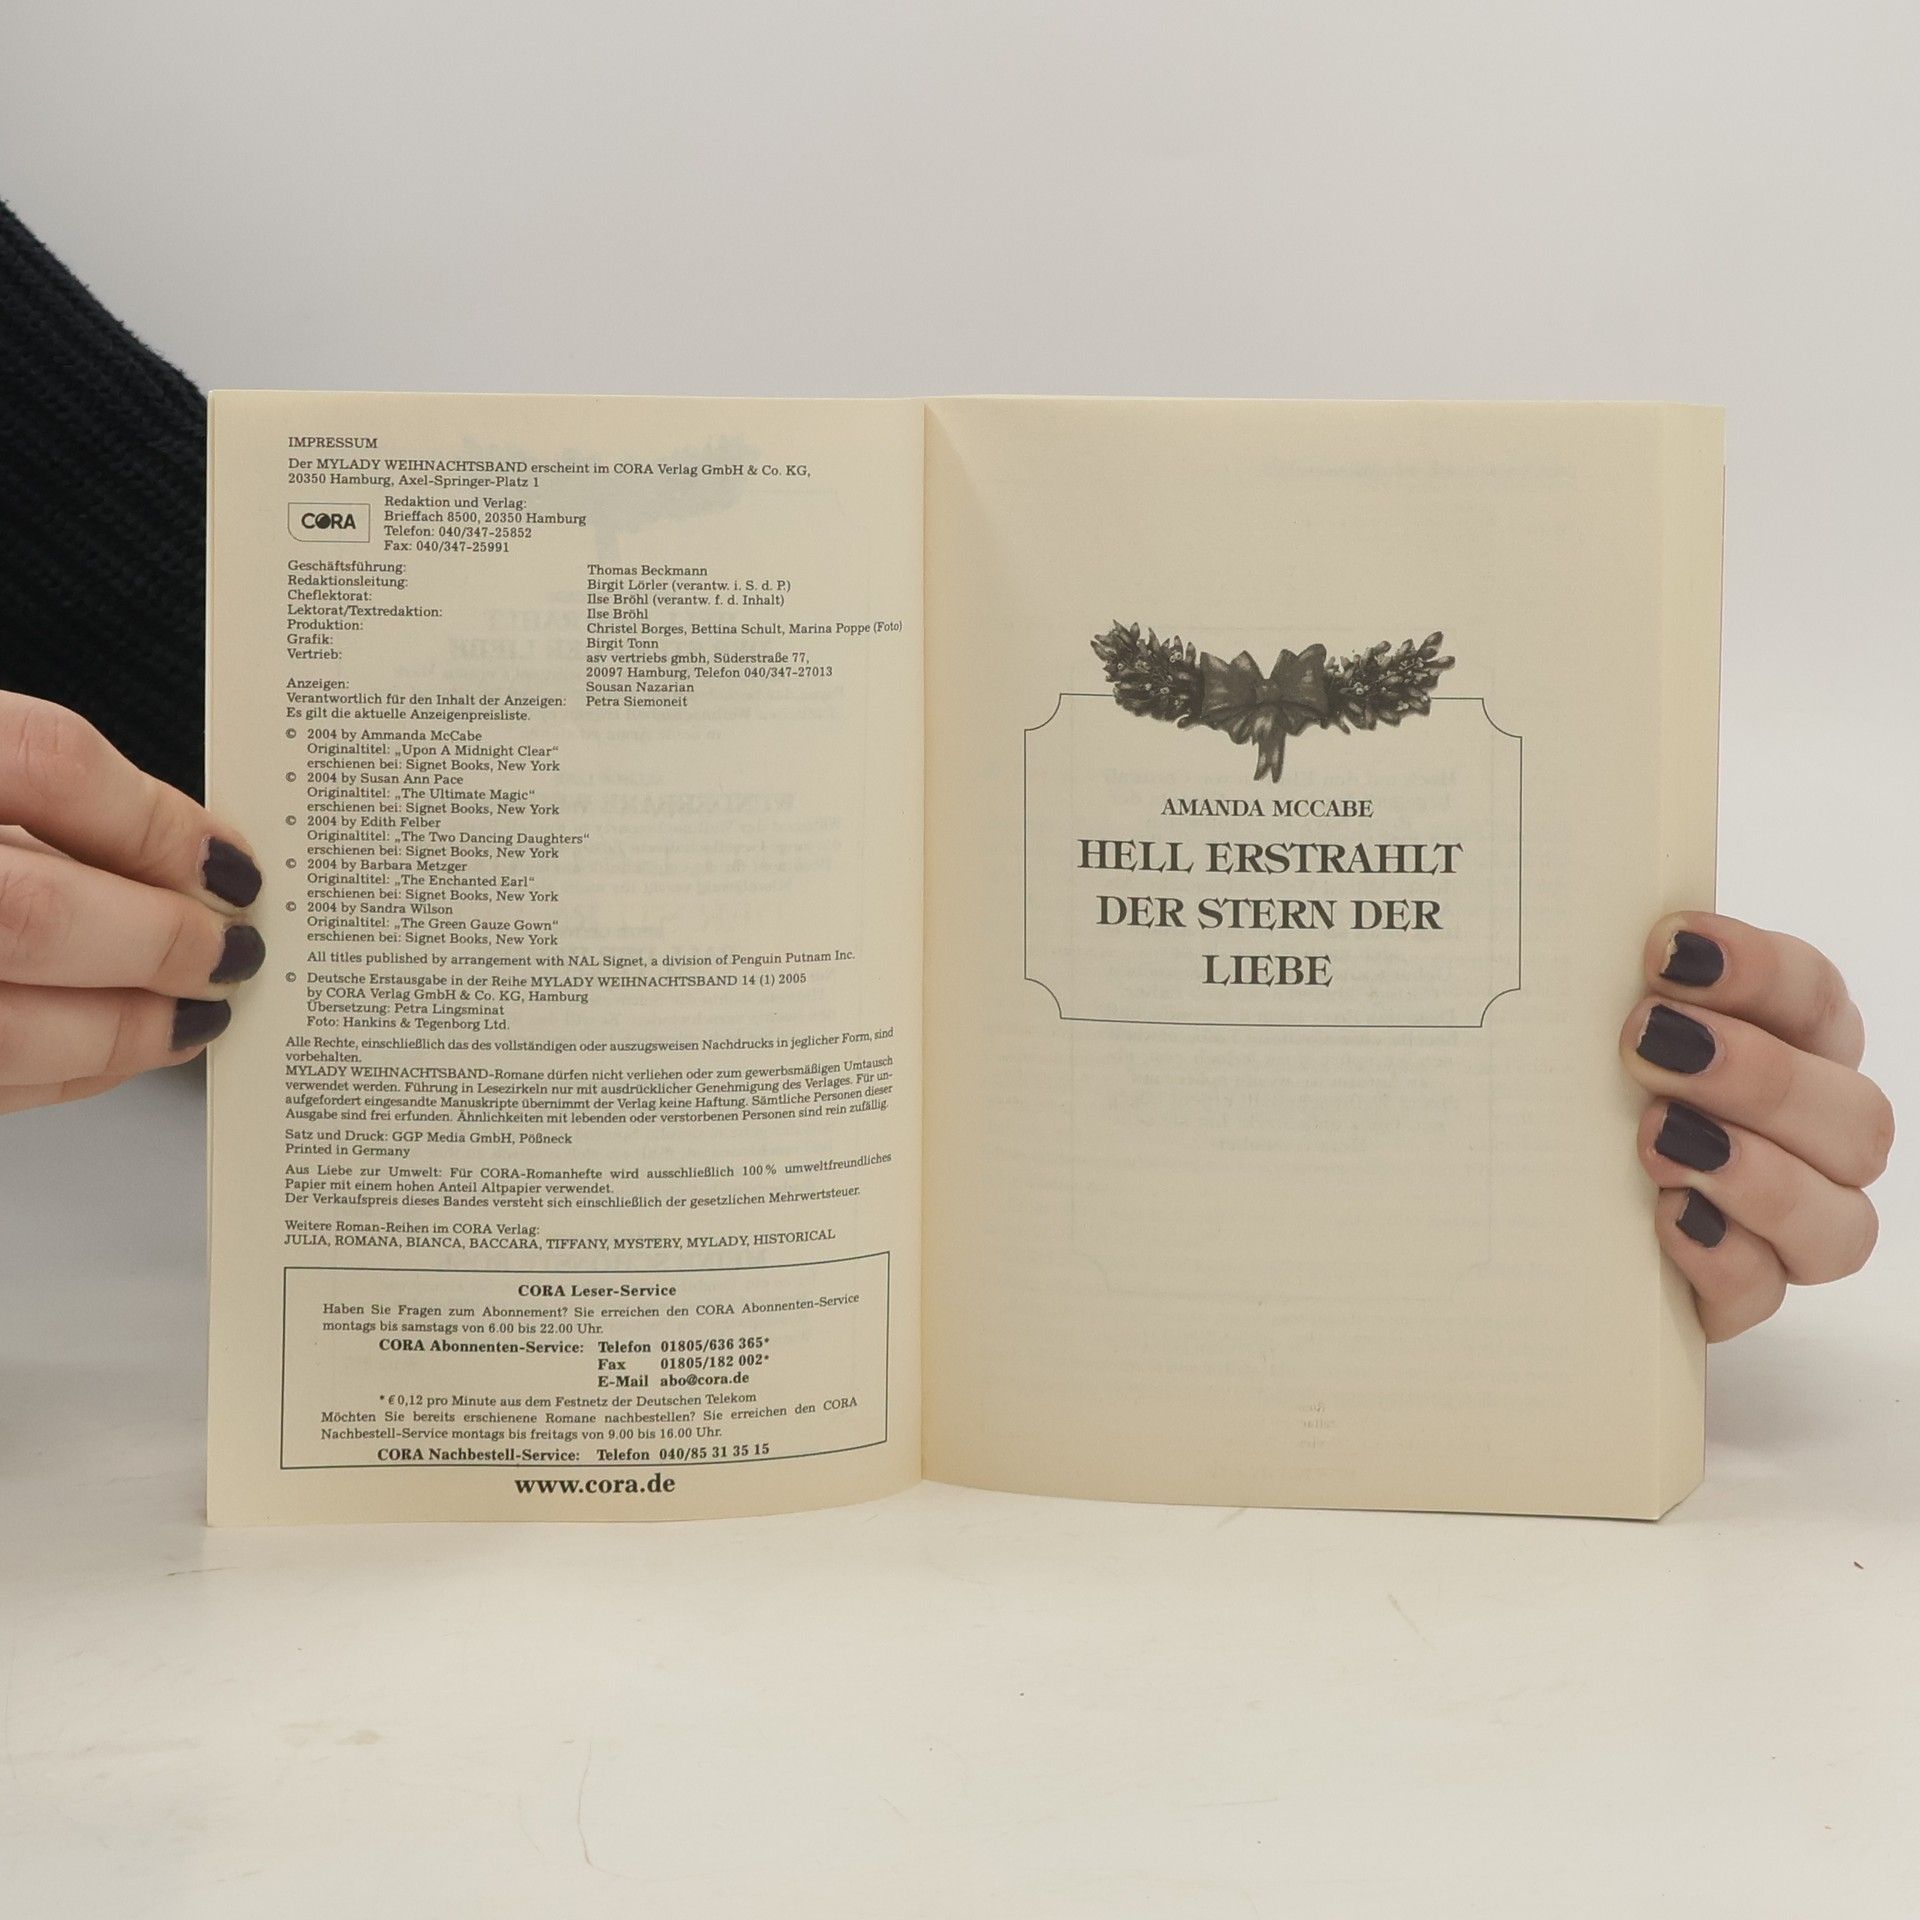 IMPRESSUM
Der MYLADY WEIHNACHTSBAND erscheint im CORA Verlag GmbH & Co. KG,
20350 Hamburg, Axel-Springer-Platz 1
CORA
Redaktion und Verlag:
Brieffach 8500, 20350 Hamburg
Telefon: 040/347-25852
Fax: 040/347-25991
Geschäftsführung: Thomas Beckmann
Redaktionsleitung: Birgit Lörler (verantw. i. S. d. P.)
Cheflektorat: Ilse Bröhl (verantw. f. d. Inhalt)
Lektorat/Textredaktion: Ilse Bröhl
Produktion: Christel Borges, Bettina Schult, Marina Poppe (Foto)
Grafik: Birgit Tonn
Vertrieb: asv vertriebs gmbh, Süderstraße 77,
20097 Hamburg, Telefon 040/347-27013
Anzeigen: Sousan Nazarian
Verantwortlich für den Inhalt der Anzeigen: Petra Siemoneit
Es gilt die aktuelle Anzeigenpreisliste.
© 2004 by Ammanda McCabe
Originaltitel: „Upon A Midnight Clear“
erschienen bei: Signet Books, New York
© 2004 by Susan Ann Pace
Originaltitel: „The Ultimate Magic“
erschienen bei: Signet Books, New York
© 2004 by Edith Felber
Originaltitel: „The Two Dancing Daughters“
erschienen bei: Signet Books, New York
© 2004 by Barbara Metzger
Originaltitel: „The Enchanted Earl“
erschienen bei: Signet Books, New York
© 2004 by Sandra Wilson
Originaltitel: „The Green Gauze Gown“
erschienen bei: Signet Books, New York
All titles published by arrangement with NAL Signet, a division of Penguin Putnam Inc.
© Deutsche Erstausgabe in der Reihe MYLADY WEIHNACHTSBAND 14 (1) 2005
by CORA Verlag GmbH & Co. KG, Hamburg
Übersetzung: Petra Lingsminat
Foto: Hankins & Tegenborg Ltd.
Alle Rechte, einschließlich das des vollständigen oder auszugsweisen Nachdrucks in jeglicher Form, sind
vorbehalten.
MYLADY WEIHNACHTSBAND-Romane dürfen nicht verliehen oder zum gewerbsmäßigen Umtausch
verwendet werden. Führung in Lesezirkeln nur mit ausdrücklicher Genehmigung des Verlages. Für un-
aufgefordert eingesandte Manuskripte übernimmt der Verlag keine Haftung. Sämtliche Personen dieser
Ausgabe sind frei erfunden. Ähnlichkeiten mit lebenden oder verstorbenen Personen sind rein zufällig.
Satz und Druck: GGP Media GmbH, Pößneck
Printed in Germany
Aus Liebe zur Umwelt: Für CORA-Romanhefte wird ausschließlich 100 % umweltfreundliches
Papier mit einem hohen Anteil Altpapier verwendet.
Der Verkaufspreis dieses Bandes versteht sich einschließlich der gesetzlichen Mehrwertsteuer.
Weitere Roman-Reihen im CORA Verlag:
JULIA, ROMANA, BIANCA, BACCARA, TIFFANY, MYSTERY, MYLADY, HISTORICAL
CORA Leser-Service
Haben Sie Fragen zum Abonnement? Sie erreichen den CORA Abonnenten-Service
montags bis samstags von 6.00 bis 22.00 Uhr.
CORA Abonnenten-Service: Telefon 01805/636 365*
Fax 01805/182 002*
E-Mail abo@cora.de
* € 0,12 pro Minute aus dem Festnetz der Deutschen Telekom
Möchten Sie bereits erschienene Romane nachbestellen? Sie erreichen den CORA
Nachbestell-Service montags bis freitags von 9.00 bis 16.00 Uhr.
CORA Nachbestell-Service: Telefon 040/85 31 35 15
www.cora.de
AMANDA MCCABE
HELL ERSTRAHLT
DER STERN DER
LIEBE